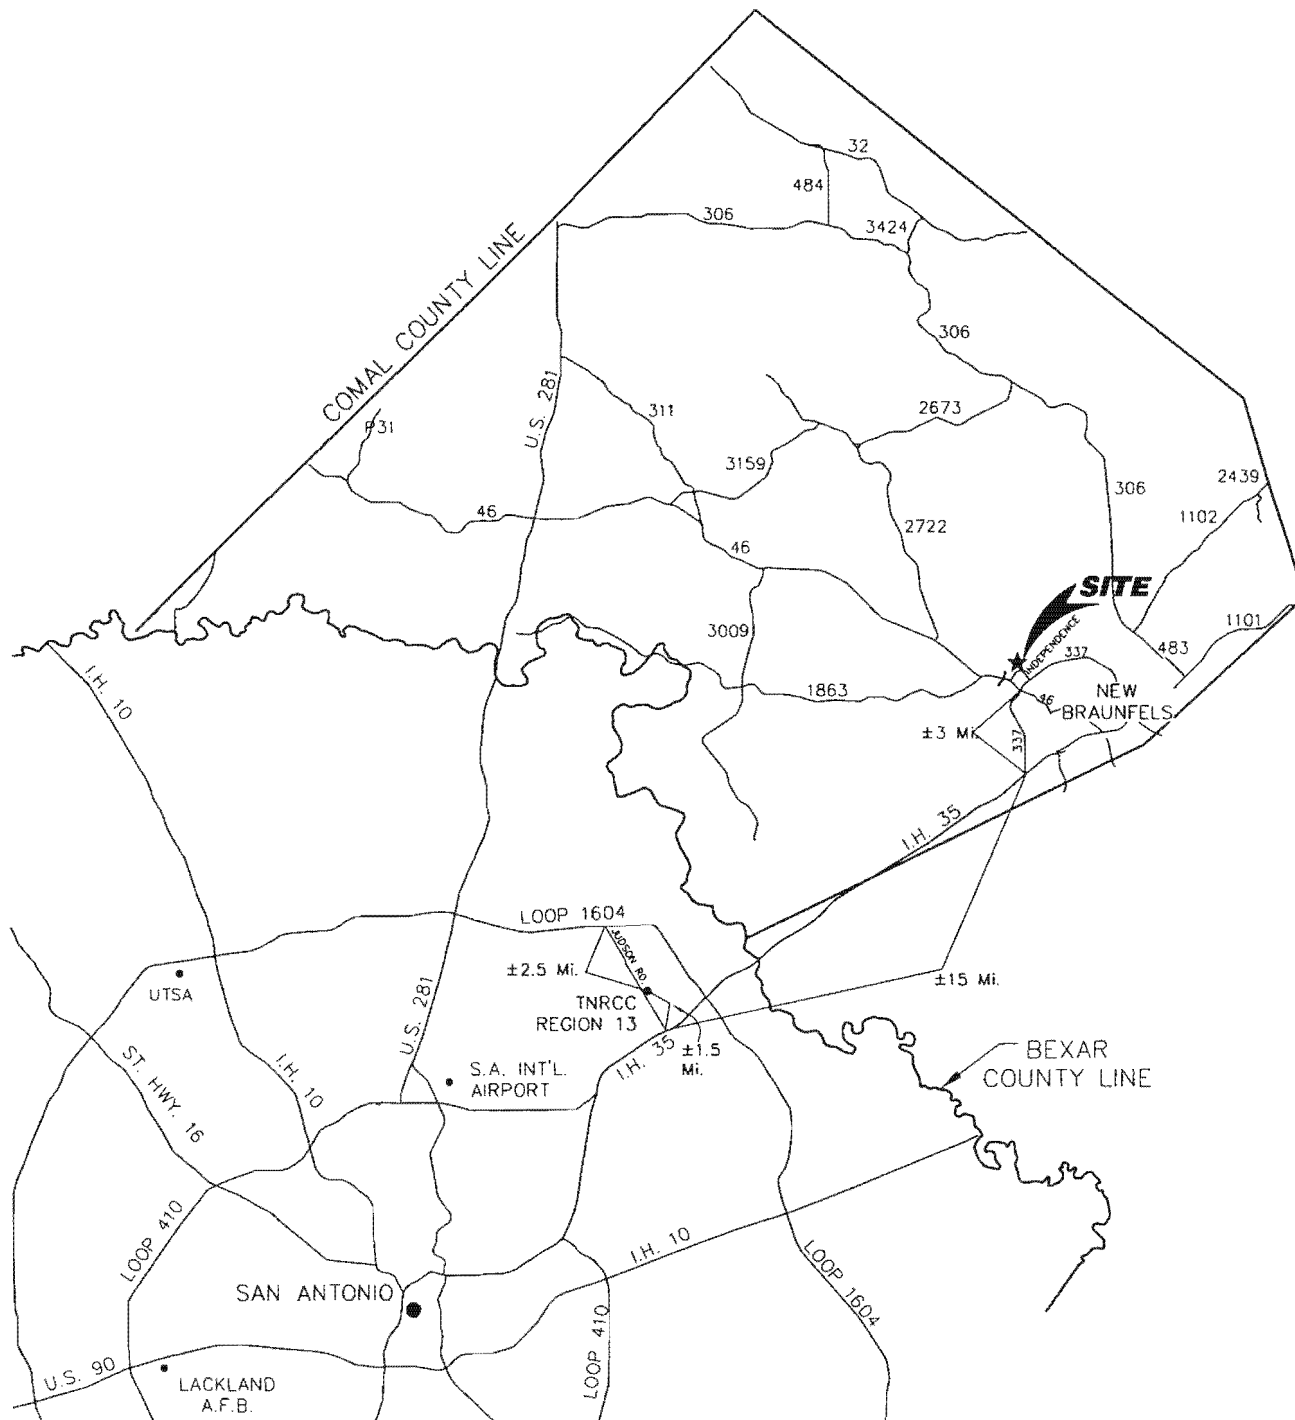 32
484
306
3424
COMAL COUNTY LINE
306
U.S. 281
311
2673
P31
3159
2439
306
46
1102
2722
46
SITE
INDEPENDENCE
3009
1101
337
483
I.H. 10
1863
46
NEW
BRAUNFELS
±3 Mi.
337
I.H. 35
LOOP 1604
JUDSON RD.
±2.5 Mi.
UTSA
TNRCC
REGION 13
±15 Mi.
U.S. 281
I.H. 35
±1.5
Mi.
BEXAR
COUNTY LINE
S.A. INT'L.
AIRPORT
ST. HWY. 16
I.H. 10
LOOP 410
I.H. 10
LOOP 1604
SAN ANTONIO
LOOP 410
U.S. 90
LACKLAND
A.F.B.